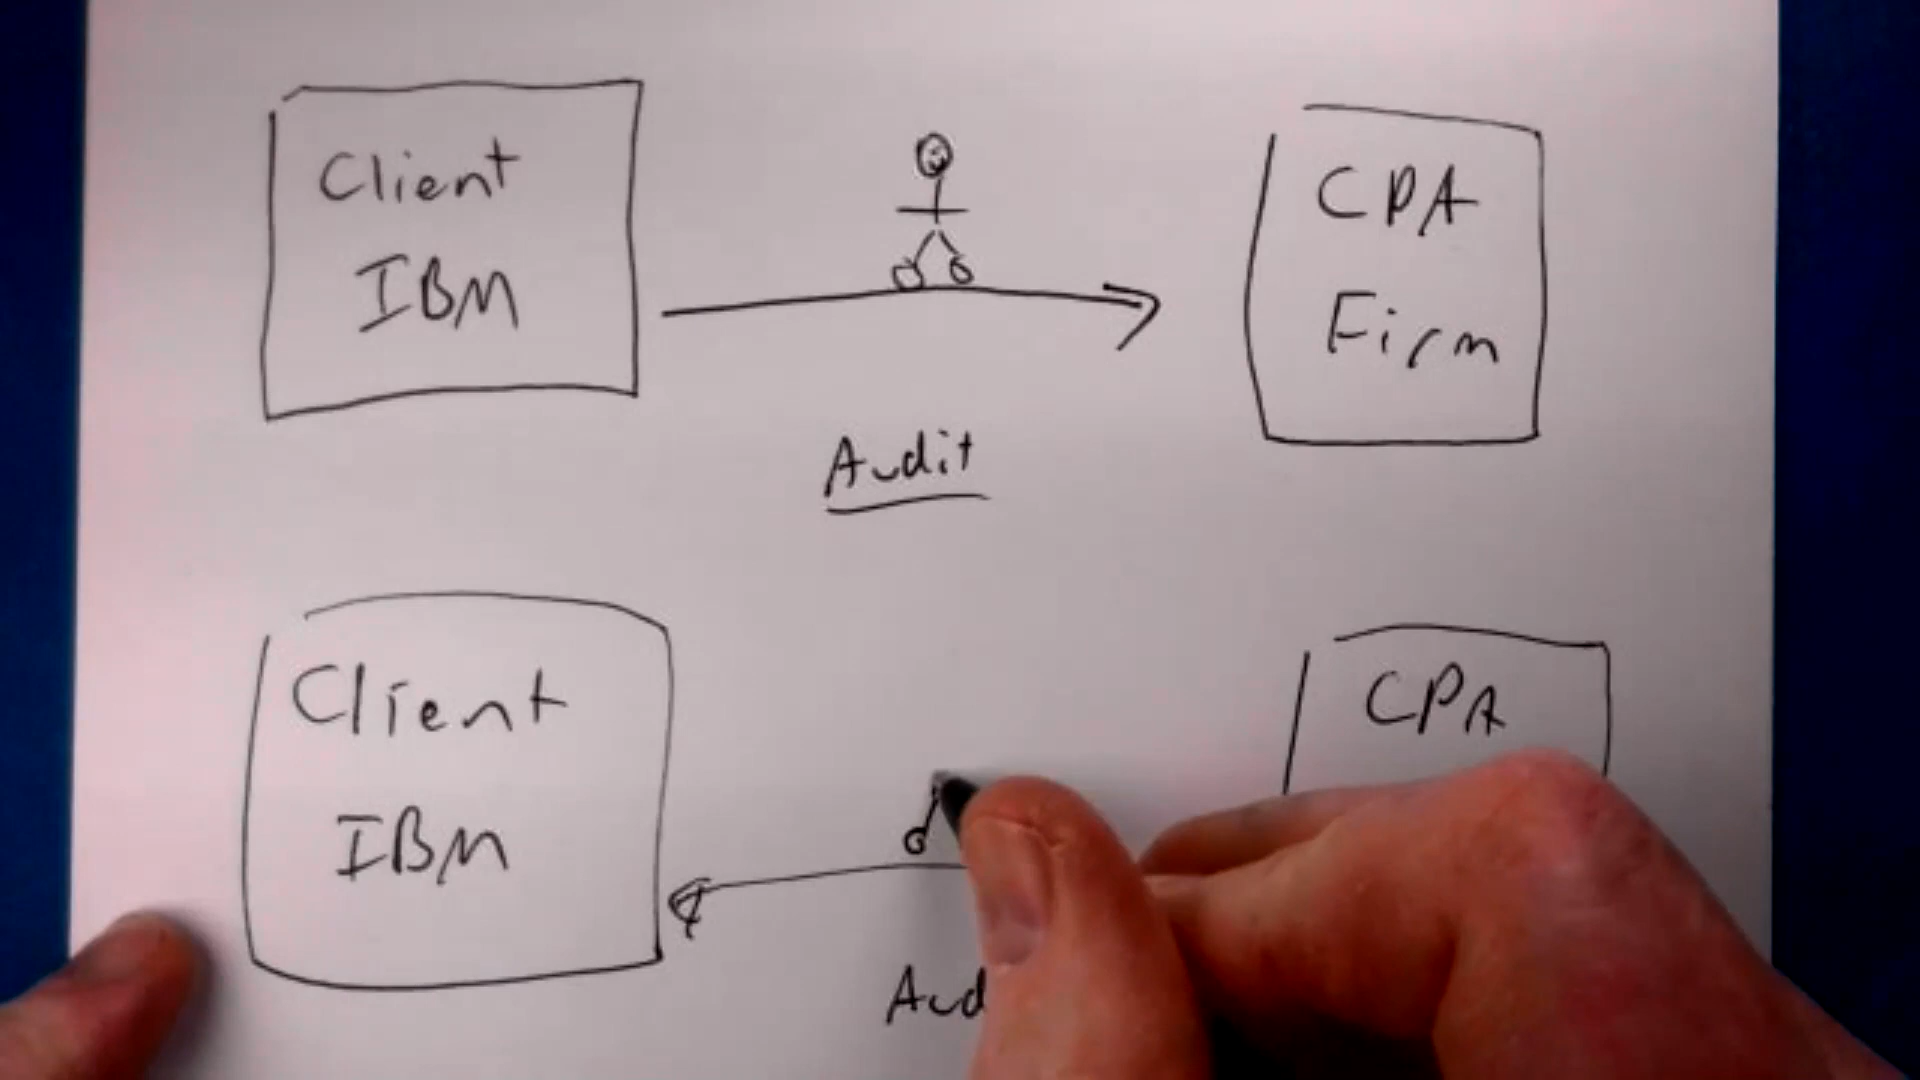 Client
IBM
CPA
Firm
Audit
Client
IBM
CPA